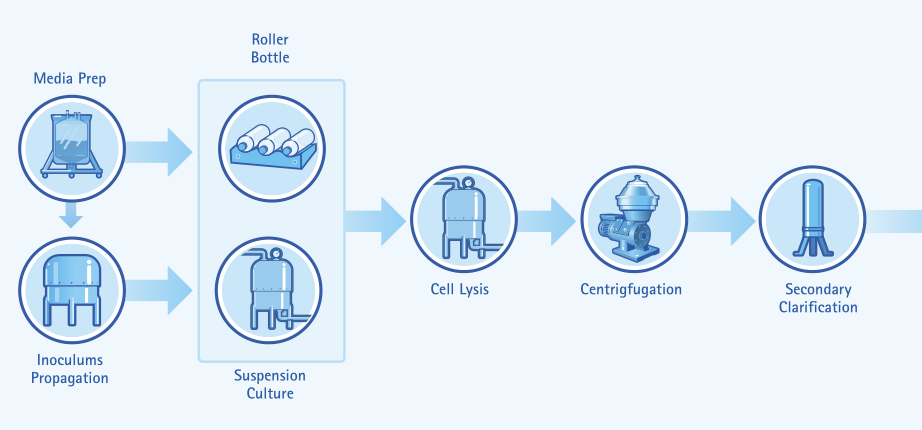 Roller
Bottle
Media Prep
Cell Lysis
Centrigfugation
Secondary
Clarification
Inoculums
Propagation
Suspension
Culture